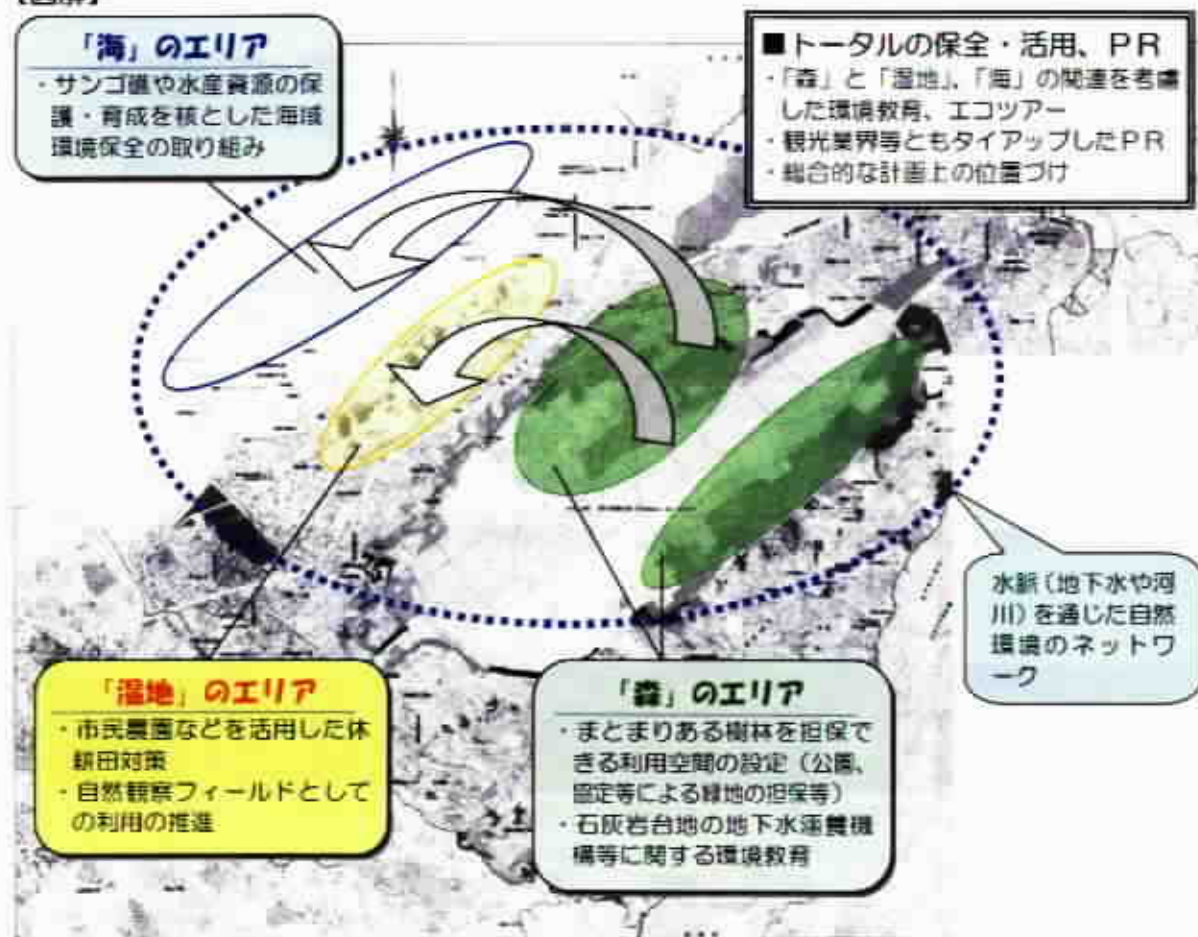 「海」のエリア
・サンゴ礁や水産資源の保
護・育成を核とした海域
環境保全の取り組み
■トータルの保全・活用、PR
・「森」と「湿地」、「海」の関連を考慮
した環境教育、エコツアー
・観光業界等ともタイアップしたPR
・総合的な計画上の位置づけ
水脈(地下水や河
川)を通じた自然
環境のネットワ
ーク
「湿地」のエリア
・市民農園などを活用した休
耕田対策
・自然観察フィールドとして
の利用の推進
「森」のエリア
・まとまりある樹林を担保で
きる利用空間の設定(公園、
協定等による緑地の担保等)
・石灰岩台地の地下水涵養機
構等に関する環境教育